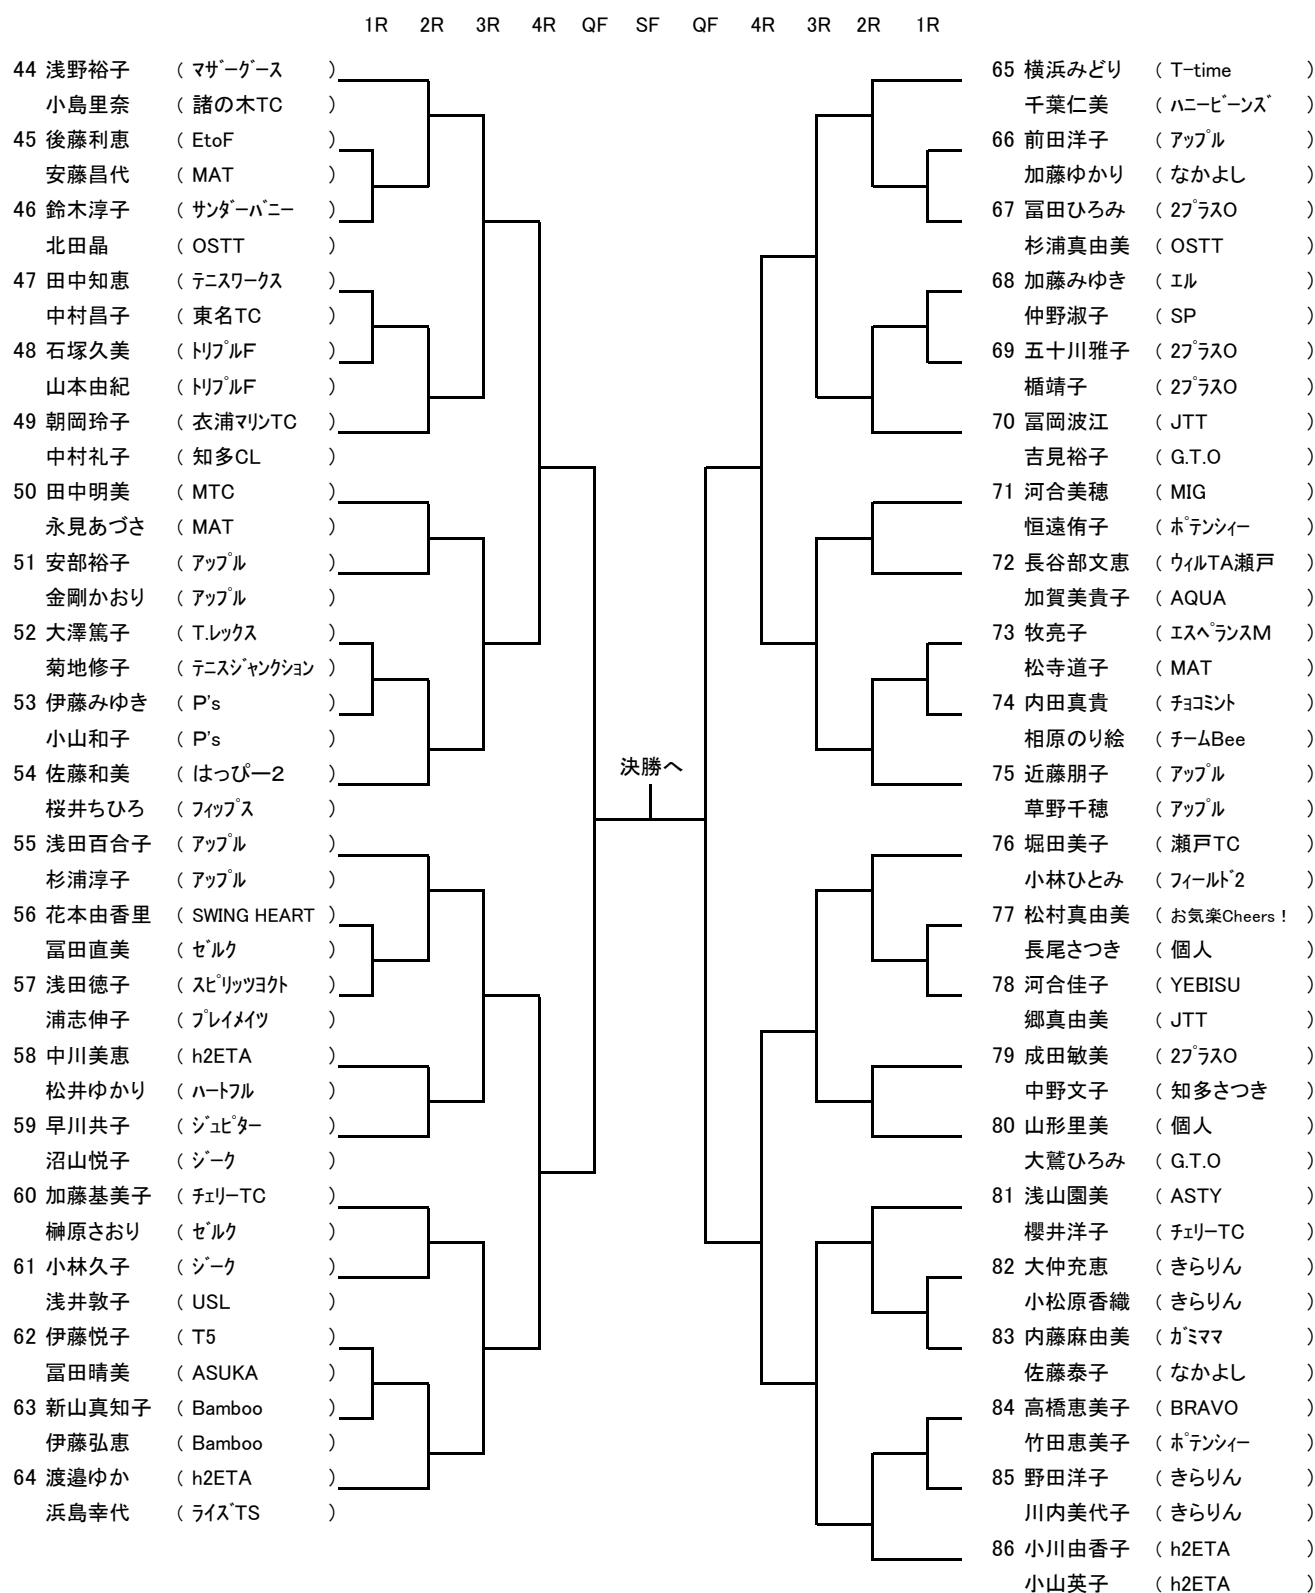 1R 2R 3R 4R QF SF QF 4R 3R 2R 1R
44 浅野裕子 ( マザーグース )
小島里奈 ( 諸の木TC )
45 後藤利恵 ( EtoF )
安藤昌代 ( MAT )
46 鈴木淳子 ( サンダーバニー )
北田晶 ( OSTT )
47 田中知恵 ( テニスワークス )
中村昌子 ( 東名TC )
48 石塚久美 ( トリプルF )
山本由紀 ( トリプルF )
49 朝岡玲子 ( 衣浦マリンTC )
中村礼子 ( 知多CL )
50 田中明美 ( MTC )
永見あづさ ( MAT )
51 安部裕子 ( アップル )
金剛かおり ( アップル )
52 大澤篤子 ( T.レックス )
菊地修子 ( テニスジャンクション )
53 伊藤みゆき ( P's )
小山和子 ( P's )
54 佐藤和美 ( はっぴー2 )
桜井ちひろ ( フィップス )
55 浅田百合子 ( アップル )
杉浦淳子 ( アップル )
56 花本由香里 ( SWING HEART )
冨田直美 ( ゼルク )
57 浅田徳子 ( スピリッツヨクト )
浦志伸子 ( プレイメイツ )
58 中川美恵 ( h2ETA )
松井ゆかり ( ハートフル )
59 早川共子 ( ジュピター )
沼山悦子 ( ジーク )
60 加藤基美子 ( チェリーTC )
榊原さおり ( ゼルク )
61 小林久子 ( ジーク )
浅井敦子 ( USL )
62 伊藤悦子 ( T5 )
冨田晴美 ( ASUKA )
63 新山真知子 ( Bamboo )
伊藤弘恵 ( Bamboo )
64 渡邉ゆか ( h2ETA )
浜島幸代 ( ライズTS )
決勝へ
65 横浜みどり ( T-time )
千葉仁美 ( ハニービーンズ )
66 前田洋子 ( アップル )
加藤ゆかり ( なかよし )
67 冨田ひろみ ( 2プラスO )
杉浦真由美 ( OSTT )
68 加藤みゆき ( エル )
仲野淑子 ( SP )
69 五十川雅子 ( 2プラスO )
楯靖子 ( 2プラスO )
70 冨岡波江 ( JTT )
吉見裕子 ( G.T.O )
71 河合美穂 ( MIG )
恒遠侑子 ( ポテンシィー )
72 長谷部文恵 ( ウィルTA瀬戸 )
加賀美貴子 ( AQUA )
73 牧亮子 ( エスペランスM )
松寺道子 ( MAT )
74 内田真貴 ( チョコミント )
相原のり絵 ( チームBee )
75 近藤朋子 ( アップル )
草野千穂 ( アップル )
76 堀田美子 ( 瀬戸TC )
小林ひとみ ( フィールド2 )
77 松村真由美 ( お気楽Cheers！ )
長尾さつき ( 個人 )
78 河合佳子 ( YEBISU )
郷真由美 ( JTT )
79 成田敏美 ( 2プラスO )
中野文子 ( 知多さつき )
80 山形里美 ( 個人 )
大鷲ひろみ ( G.T.O )
81 浅山園美 ( ASTY )
櫻井洋子 ( チェリーTC )
82 大仲充恵 ( きらりん )
小松原香織 ( きらりん )
83 内藤麻由美 ( ガミママ )
佐藤泰子 ( なかよし )
84 高橋恵美子 ( BRAVO )
竹田恵美子 ( ポテンシィー )
85 野田洋子 ( きらりん )
川内美代子 ( きらりん )
86 小川由香子 ( h2ETA )
小山英子 ( h2ETA )